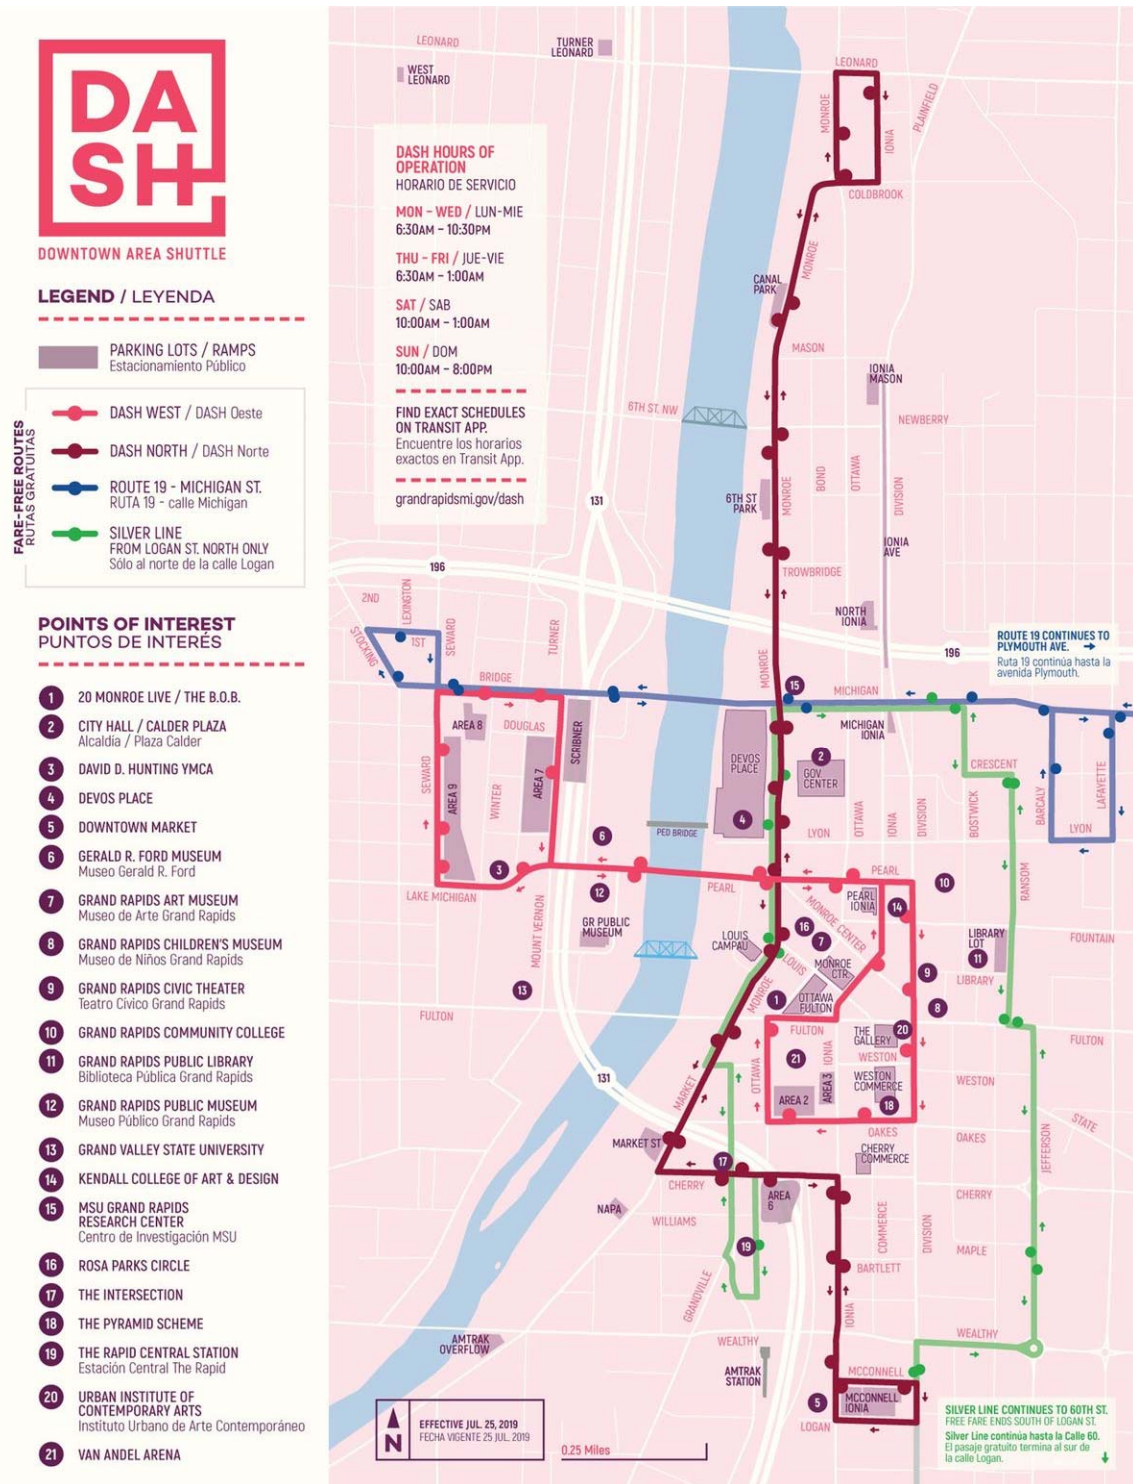 DA
SH
DOWNTOWN AREA SHUTTLE
LEGEND / LEYENDA
PARKING LOTS / RAMPS
Estacionamiento Público
FARE-FREE ROUTES
RUTAS GRATUITAS
DASH WEST / DASH Oeste
DASH NORTH / DASH Norte
ROUTE 19 - MICHIGAN ST.
RUTA 19 - calle Michigan
SILVER LINE
FROM LOGAN ST. NORTH ONLY
Sólo al norte de la calle Logan
POINTS OF INTEREST
PUNTOS DE INTERÉS
1 20 MONROE LIVE / THE B.O.B.
2 CITY HALL / CALDER PLAZA
Alcaldía / Plaza Calder
3 DAVID D. HUNTING YMCA
4 DEVOS PLACE
5 DOWNTOWN MARKET
6 GERALD R. FORD MUSEUM
Museo Gerald R. Ford
7 GRAND RAPIDS ART MUSEUM
Museo de Arte Grand Rapids
8 GRAND RAPIDS CHILDREN'S MUSEUM
Museo de Niños Grand Rapids
9 GRAND RAPIDS CIVIC THEATER
Teatro Cívico Grand Rapids
10 GRAND RAPIDS COMMUNITY COLLEGE
11 GRAND RAPIDS PUBLIC LIBRARY
Biblioteca Pública Grand Rapids
12 GRAND RAPIDS PUBLIC MUSEUM
Museo Público Grand Rapids
13 GRAND VALLEY STATE UNIVERSITY
14 KENDALL COLLEGE OF ART & DESIGN
15 MSU GRAND RAPIDS
RESEARCH CENTER
Centro de Investigación MSU
16 ROSA PARKS CIRCLE
17 THE INTERSECTION
18 THE PYRAMID SCHEME
19 THE RAPID CENTRAL STATION
Estación Central The Rapid
20 URBAN INSTITUTE OF
CONTEMPORARY ARTS
Instituto Urbano de Arte Contemporáneo
21 VAN ANDEL ARENA
DASH HOURS OF
OPERATION
HORARIO DE SERVICIO
MON - WED / LUN-MIE
6:30AM - 10:30PM
THU - FRI / JUE-VIE
6:30AM - 1:00AM
SAT / SAB
10:00AM - 1:00AM
SUN / DOM
10:00AM - 8:00PM
FIND EXACT SCHEDULES
ON TRANSIT APP.
Encuentre los horarios
exactos en Transit App.
grandrapidsmi.gov/dash
LEONARD
TURNER
LEONARD
WEST
LEONARD
LEONARD
MONROE
IONIA
PLAINFIELD
COLDBROOK
MONROE
CANAL
PARK
MASON
IONIA
MASON
6TH ST. NW
NEWBERRY
BOND
OTTAWA
MONROE
DIVISION
6TH ST
PARK
131
IONIA
AVE
TROWBRIDGE
196
NORTH
IONIA
196
2ND
LEXINGTON
STOCKING
1ST
SEWARD
TURNER
BRIDGE
MONROE
15
MICHIGAN
ROUTE 19 CONTINUES TO
PLYMOUTH AVE.
Ruta 19 continúa hasta la
avenida Plymouth.
AREA 8
DOUGLAS
SCRIBNER
MICHIGAN
IONIA
DEVOS
PLACE
2
GOV.
CENTER
CRESCENT
SEWARD
AREA 9
WINTER
AREA 7
4
LYON
OTTAWA
IONIA
DIVISION
BOSTWICK
BARCALY
LAFAYETTE
LYON
PED BRIDGE
6
3
LAKE MICHIGAN
12
PEARL
PEARL
10
RANSOM
PEARL
IONIA
14
MONROE CENTER
GR PUBLIC
MUSEUM
MOUNT VERNON
LOUIS
CAMPAU
16
7
LOUIS
MONROE
CTR.
LIBRARY
LOT
11
FOUNTAIN
LIBRARY
9
8
13
FULTON
MONROE
1
OTTAWA
FULTON
FULTON
THE
GALLERY
20
FULTON
WESTON
21
IONIA
OTTAWA
AREA 3
WESTON
COMMERCE
18
WESTON
131
MARKET
AREA 2
OAKES
OAKES
STATE
MARKET ST
17
CHERRY
COMMERCE
JEFFERSON
CHERRY
AREA
6
CHERRY
NAPA
WILLIAMS
COMMERCE
DIVISION
19
MAPLE
BARTLETT
GRANDVILLE
IONIA
AMTRAK
OVERFLOW
WEALTHY
WEALTHY
AMTRAK
STATION
MCCONNELL
5
MCCONNELL
IONIA
LOGAN
N
EFFECTIVE JUL. 25, 2019
FECHA VIGENTE 25 JUL, 2019
0.25 Miles
SILVER LINE CONTINUES TO 60TH ST.
FREE FARE ENDS SOUTH OF LOGAN ST.
Silver Line continúa hasta la Calle 60.
El pasaje gratuito termina al sur de
la calle Logan.